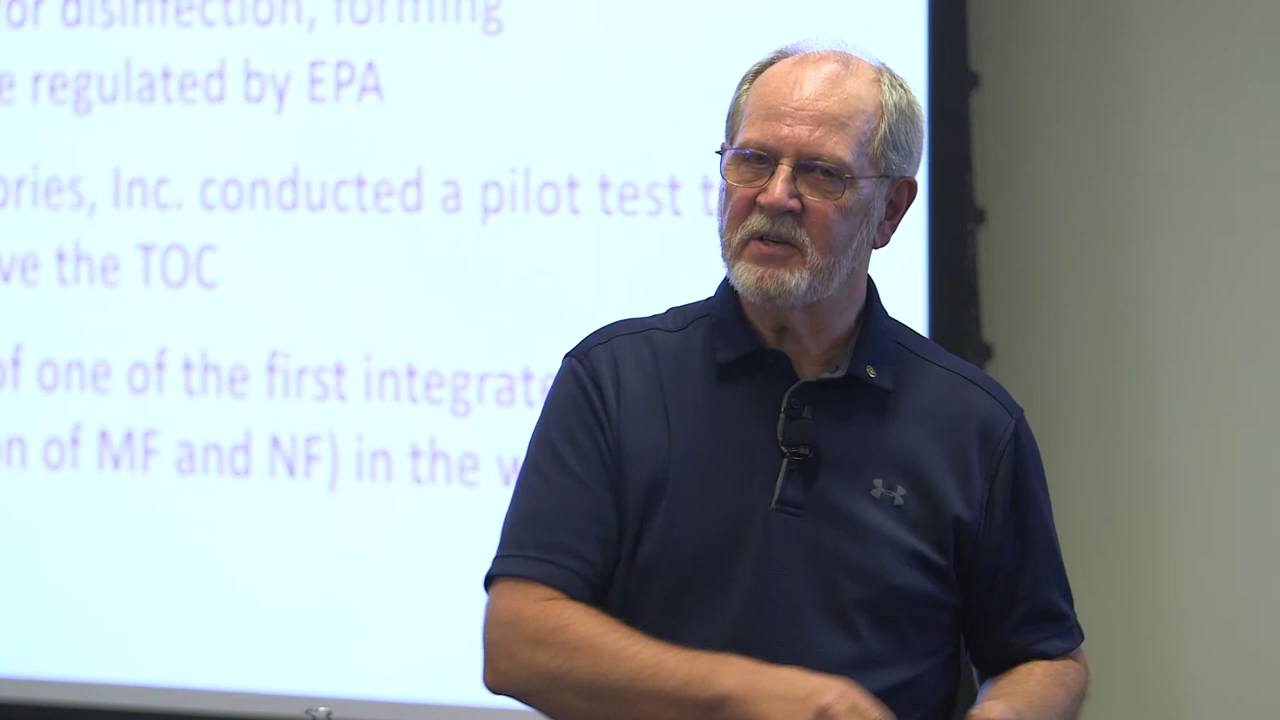 or disinfection, forming
e regulated by EPA
ories, Inc. conducted a pilot test t
ve the TOC
of one of the first integrate
on of MF and NF) in the w